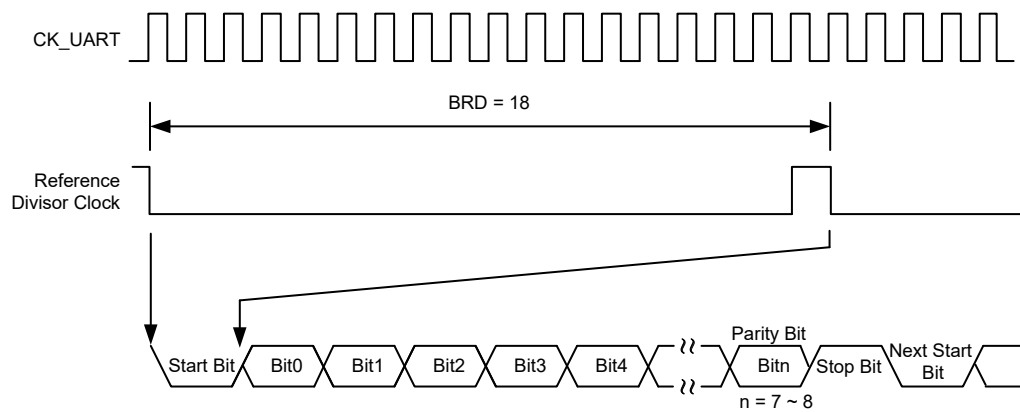 CK_UART
BRD = 18
Reference
Divisor Clock
Parity Bit
Start Bit
Bit0
Bit1
Bit2
Bit3
Bit4
Bitn
Stop Bit
Next Start
Bit
n = 7 ~ 8